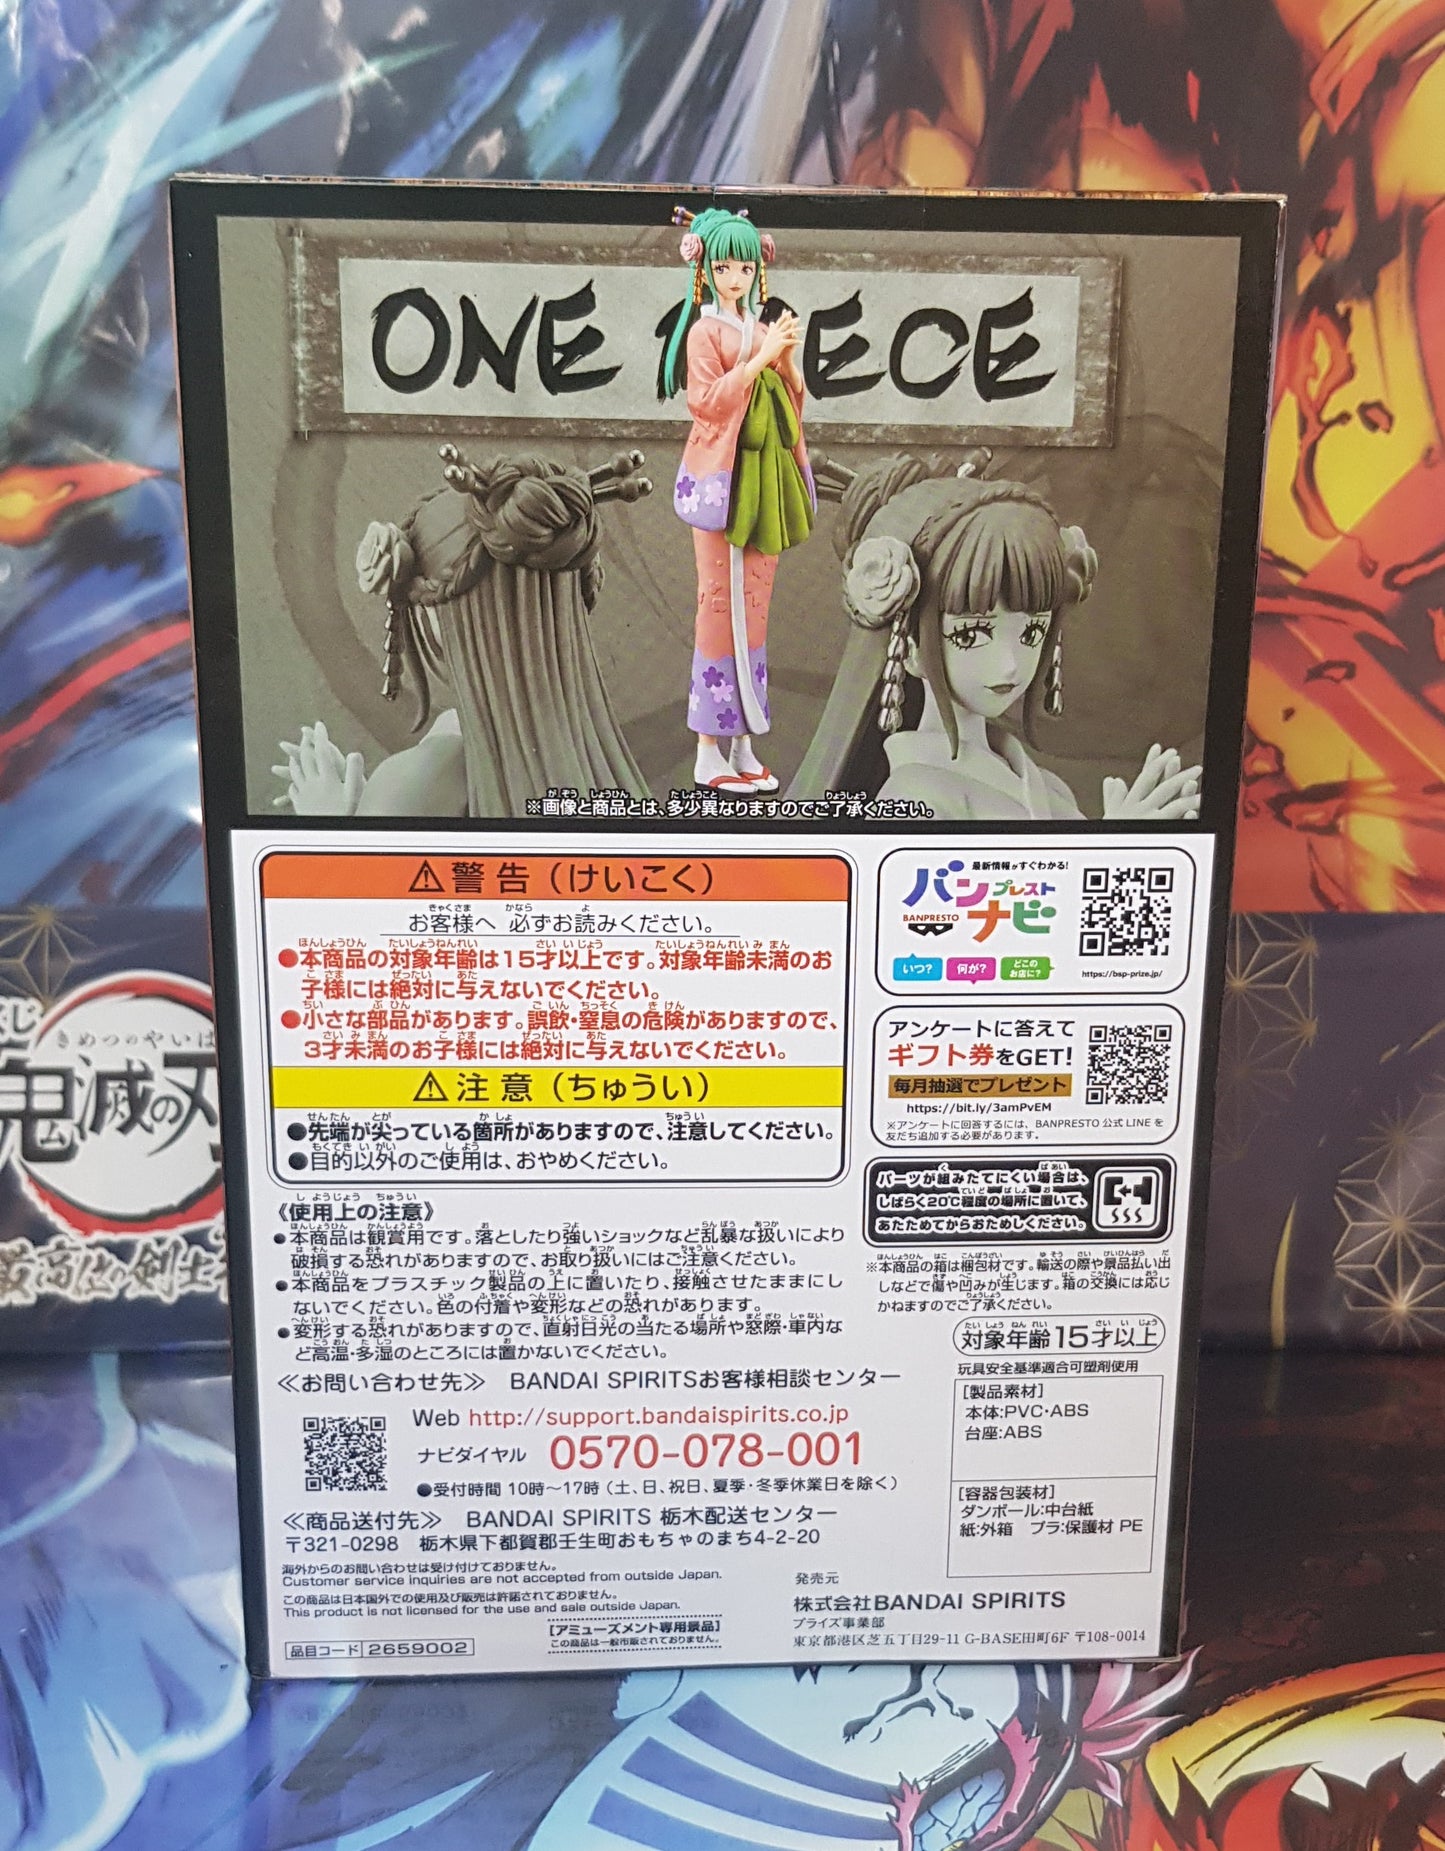 ONE PIECE
※画像と商品とは、多少異なりますのでご了承ください。
⚠警告（けいこく）
お客様へ 必ずお読みください。
●本商品の対象年齢は15才以上です。対象年齢未満のお
子様には絶対に与えないでください。
●小さな部品があります。誤飲・窒息の危険がありますので、
3才未満のお子様には絶対に与えないでください。
⚠注意（ちゅうい）
●先端が尖っている箇所がありますので、注意してください。
●目的以外のご使用は、おやめください。
《使用上の注意》
●本商品は観賞用です。落としたり強いショックなど乱暴な扱いにより
破損する恐れがありますので、お取り扱いにはご注意ください。
●本商品をプラスチック製品の上に置いたり、接触させたままにし
ないでください。色の付着や変形などの恐れがあります。
●変形する恐れがありますので、直射日光の当たる場所や窓際・車内な
ど高温・多湿のところには置かないでください。
≪お問い合わせ先≫ BANDAI SPIRITSお客様相談センター
Web http://support.bandaispirits.co.jp
ナビダイヤル 0570-078-001
●受付時間 10時〜17時（土、日、祝日、夏季・冬季休業日を除く）
≪商品送付先≫ BANDAI SPIRITS 栃木配送センター
〒321-0298 栃木県下都賀郡壬生町おもちゃのまち4-2-20
海外からのお問い合わせは受け付けておりません。
Customer service inquiries are not accepted from outside Japan.
この商品は日本国外での使用及び販売は許諾されておりません。
This product is not licensed for the use and sale outside Japan.
品目コード 2659002
［アミューズメント専用景品］
この商品は一般市販されておりません。
最新情報がすぐわかる!
バンプレストナビ
BANPRESTO
いつ? 何が? どこのお店に?
https://bsp-prize.jp/
アンケートに答えて
ギフト券をGET!
毎月抽選でプレゼント
https://bit.ly/3amPvEM
※アンケートに回答するには、BANPRESTO 公式 LINE を
友だち追加する必要があります。
パーツが組みたてにくい場合は、
しばらく20℃程度の場所に置いて、
あたためてからおためしください。
※本商品の箱は梱包材です。輸送の際や景品払い出
しなどで傷や凹みが生じます。箱の交換には応じ
かねますのでご了承ください。
対象年齢15才以上
玩具安全基準適合可塑剤使用
［製品素材］
本体:PVC・ABS
台座:ABS
［容器包装材］
ダンボール:中台紙
紙:外箱 プラ:保護材 PE
発売元
株式会社BANDAI SPIRITS
プライズ事業部
東京都港区芝五丁目29-11 G-BASE田町6F 〒108-0014
きめつのやいば
鬼滅の刃